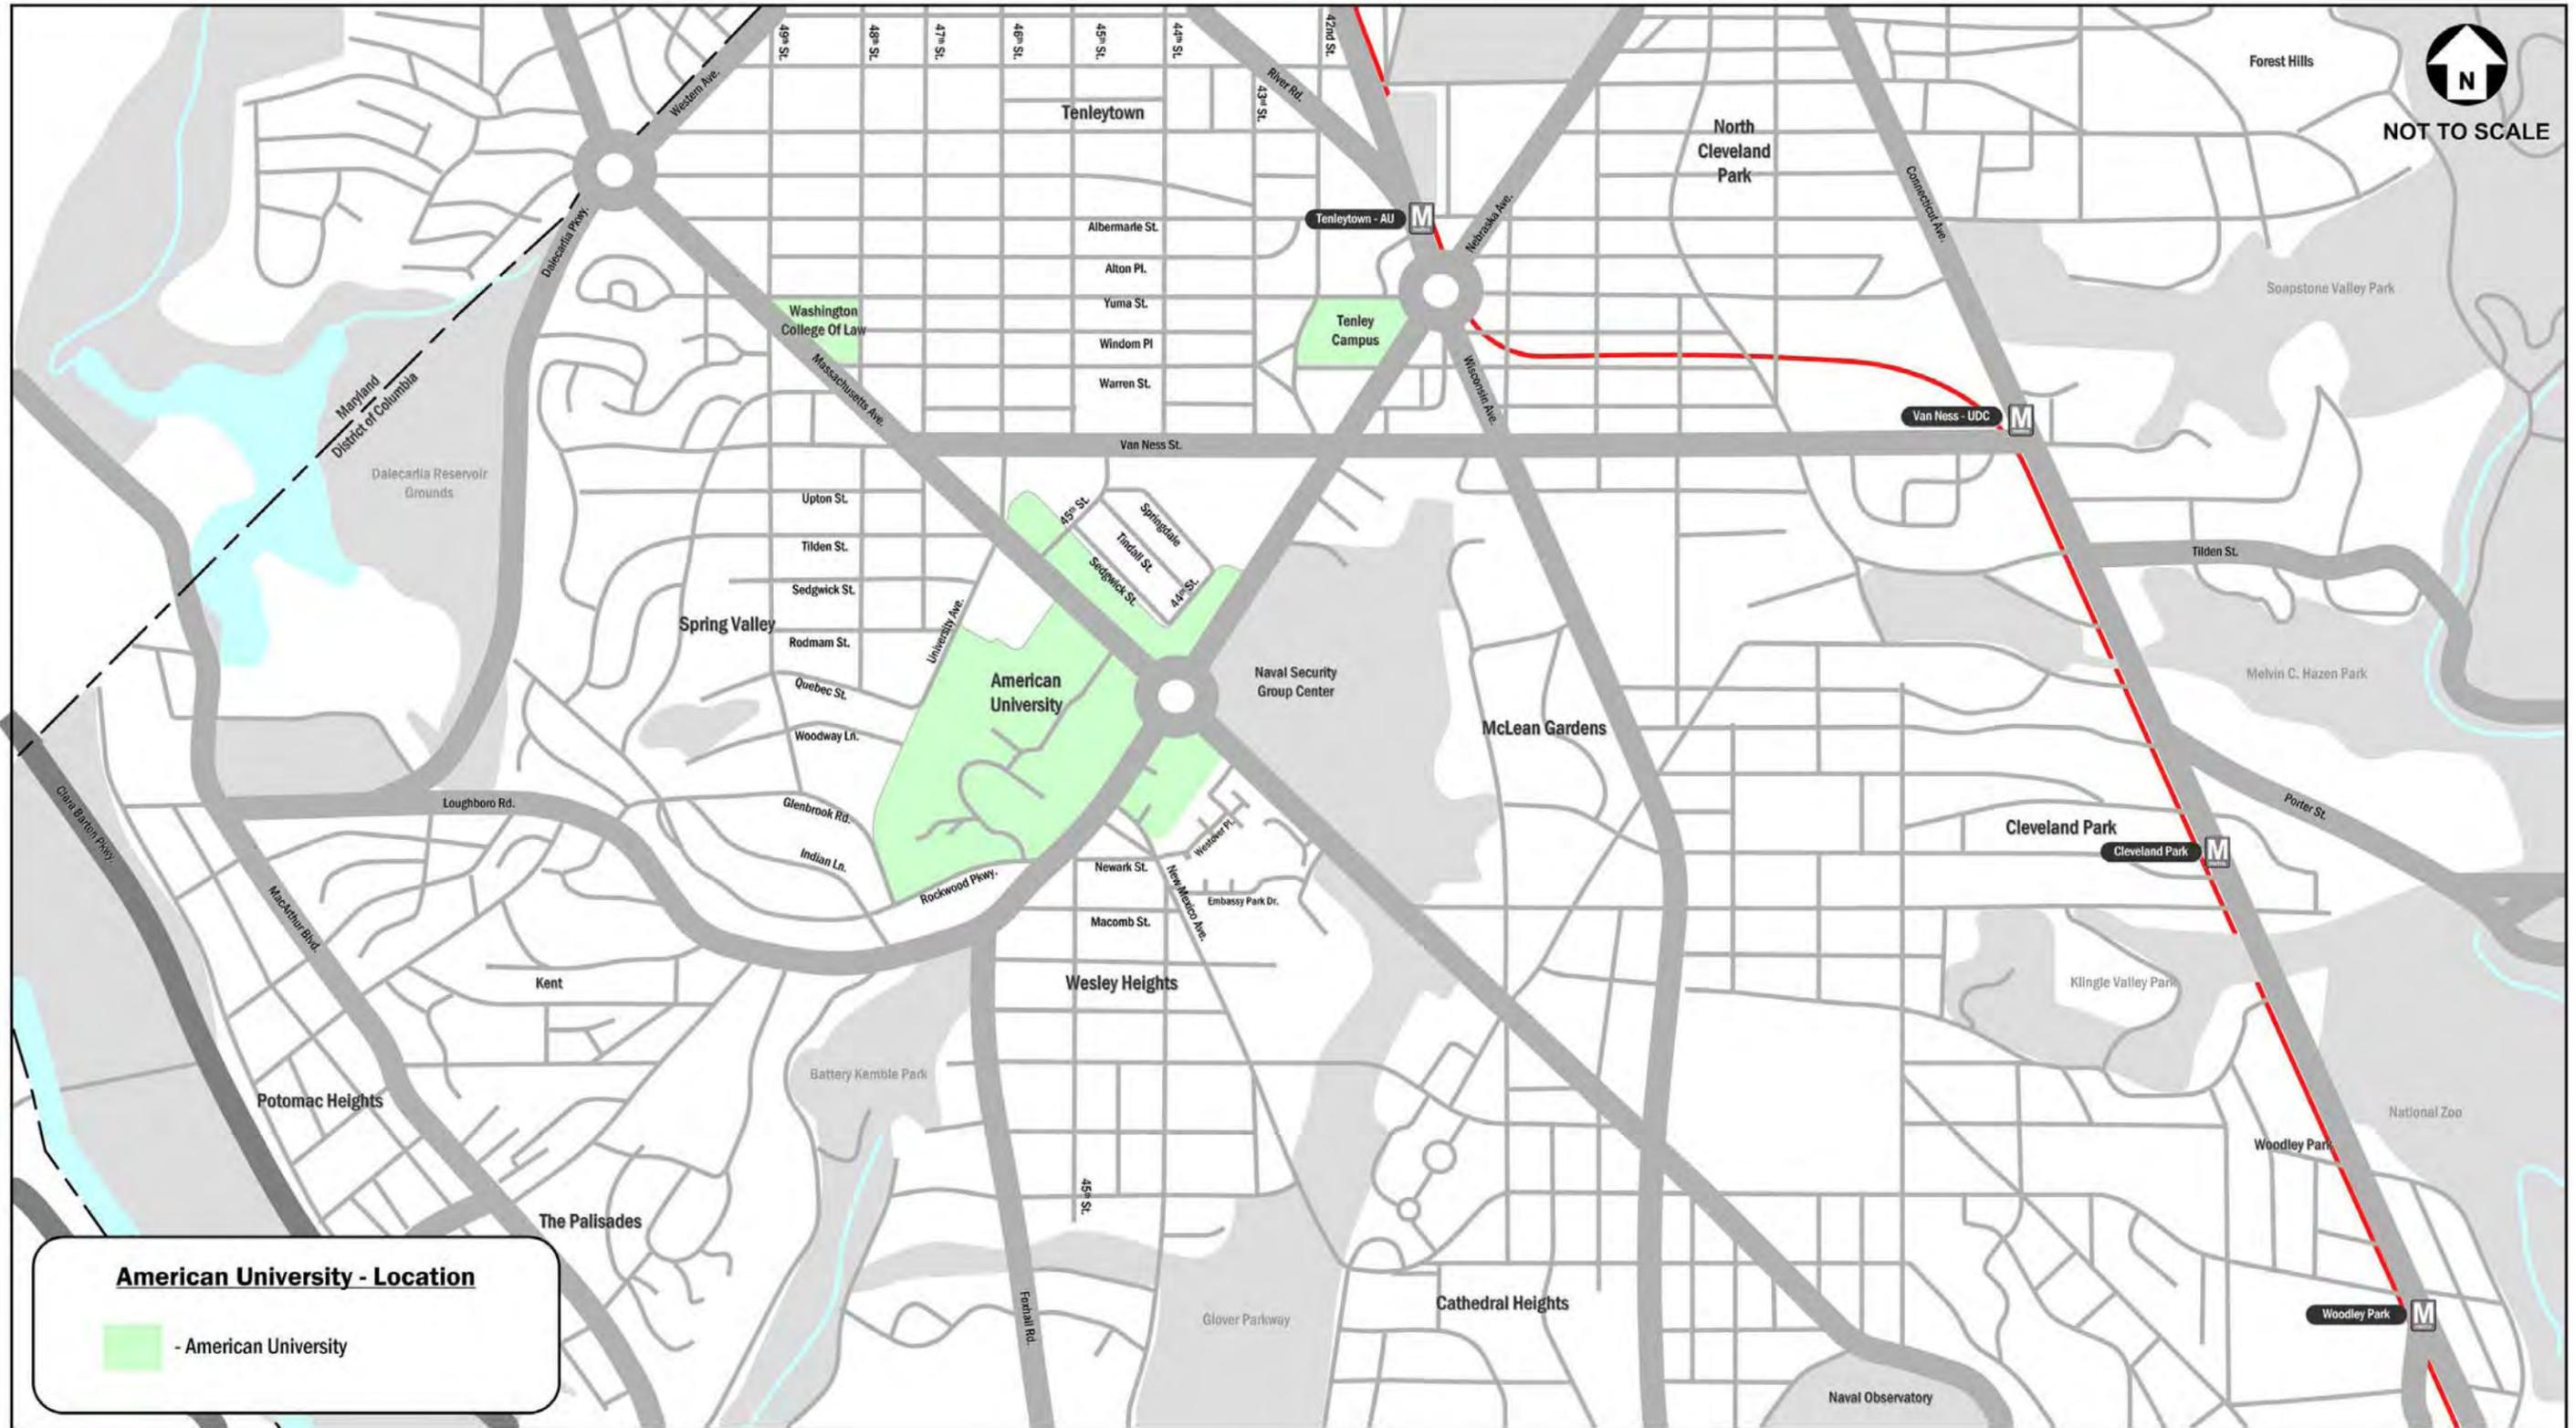 49th St.
48th St.
47th St.
46th St.
45th St.
44th St.
42nd St.
43rd St.
River Rd.
Western Ave.
Forest Hills
N
NOT TO SCALE
Tenleytown
North
Cleveland
Park
Connecticut Ave.
Dalecarlia Pkwy.
Albermarle St.
Tenleytown - AU
M
Nebraska Ave.
Alton Pl.
Soapstone Valley Park
Yuma St.
Washington
College Of Law
Tenley
Campus
Windom Pl
Warren St.
Massachusetts Ave.
Wisconsin Ave.
Maryland
District of Columbia
Van Ness - UDC
M
Van Ness St.
Dalecarlia Reservoir
Grounds
Upton St.
45th St.
Springdale
Tindall St.
Sedgwick St.
44th St.
Tilden St.
Tilden St.
Sedgwick St.
University Ave.
Spring Valley
Rodmam St.
American
University
Naval Security
Group Center
Melvin C. Hazen Park
Quebec St.
McLean Gardens
Woodway Ln.
Clara Barton Pkwy.
Loughboro Rd.
Glenbrook Rd.
Porter St.
Westover Pl.
Cleveland Park
Cleveland Park
M
Indian Ln.
Newark St.
Rockwood Pkwy.
New Mexico Ave.
Embassy Park Dr.
MacArthur Blvd.
Macomb St.
Kent
Wesley Heights
Klingle Valley Park
Battery Kemble Park
Potomac Heights
National Zoo
Woodley Park
45th St.
The Palisades
Foxhall Rd.
Glover Parkway
Cathedral Heights
Woodley Park
M
Naval Observatory
American University - Location
- American University